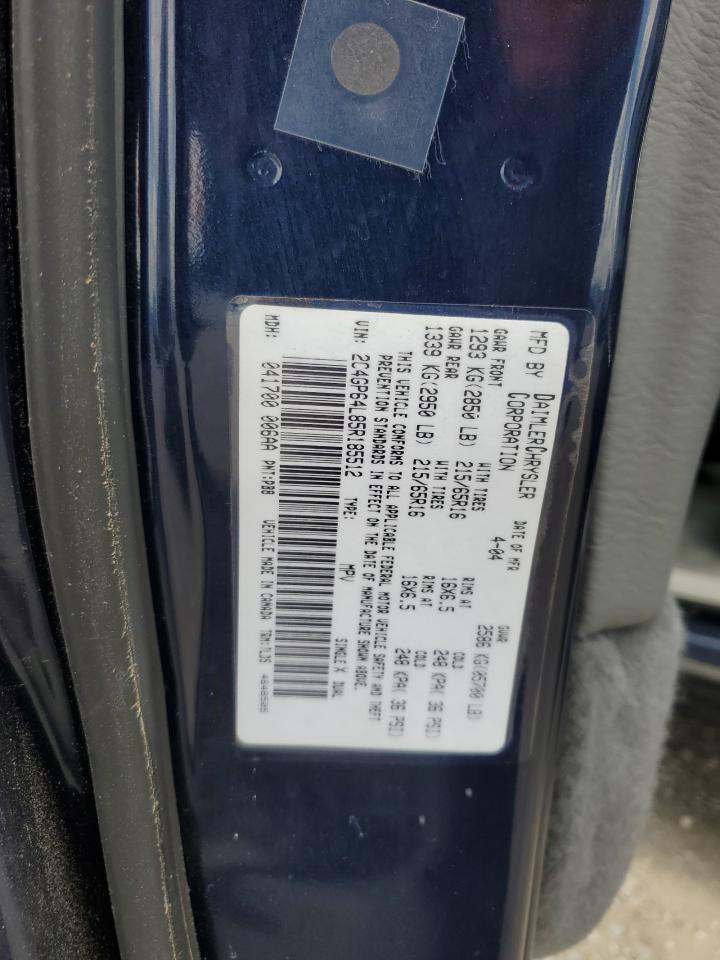 MFD BY DAIMLERCHRYSLER CORPORATION
DATE OF MFR 4-04
GVWR 2586 KG(05700 LB)
GAWR FRONT WITH TIRES RIMS AT COLD
1293 KG(2850 LB) 215/65R16 16X6.5 248 KPA( 36 PSI)
GAWR REAR WITH TIRES RIMS AT COLD
1339 KG(2950 LB) 215/65R16 16X6.5 248 KPA( 36 PSI)
THIS VEHICLE CONFORMS TO ALL APPLICABLE FEDERAL MOTOR VEHICLE SAFETY AND THEFT
PREVENTION STANDARDS IN EFFECT ON THE DATE OF MANUFACTURE SHOWN ABOVE.
VIN: 2C4GP64L85R185512 TYPE: MPV SINGLE X DUAL
MDH: 041700 006AA PNT:PBB VEHICLE MADE IN CANADA TRM:TLDS 4648505